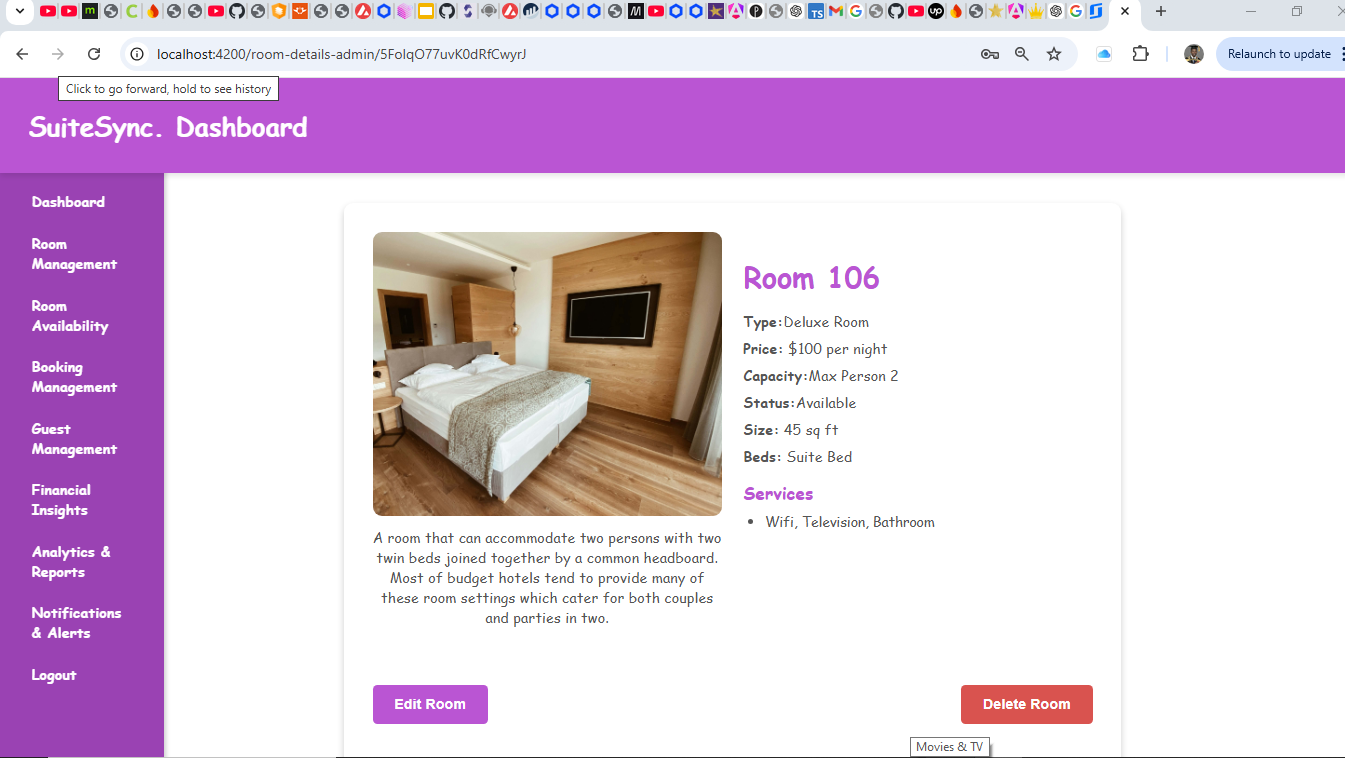 localhost:4200/room-details-admin/5FolqO77uvK0dRfCwyrJ
Relaunch to update
Click to go forward, hold to see history
SuiteSync. Dashboard
Dashboard
Room
Management
Room
Availability
Booking
Management
Guest
Management
Financial
Insights
Analytics &
Reports
Notifications
& Alerts
Logout
Room 106
Type:Deluxe Room
Price: $100 per night
Capacity:Max Person 2
Status:Available
Size: 45 sq ft
Beds: Suite Bed
Services
• Wifi, Television, Bathroom
A room that can accommodate two persons with two
twin beds joined together by a common headboard.
Most of budget hotels tend to provide many of
these room settings which cater for both couples
and parties in two.
Edit Room
Delete Room
Movies & TV